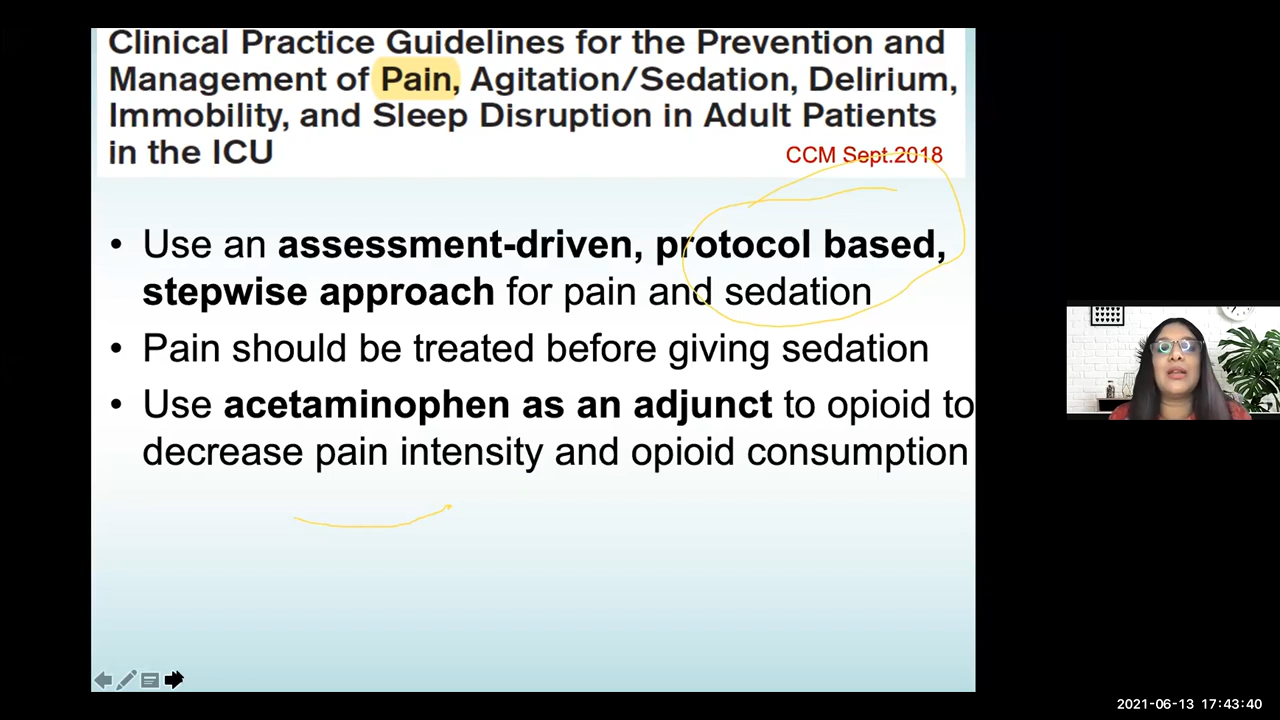 Clinical Practice Guidelines for the Prevention and
Management of Pain, Agitation/Sedation, Delirium,
Immobility, and Sleep Disruption in Adult Patients
in the ICU
CCM Sept.2018
• Use an assessment-driven, protocol based,
stepwise approach for pain and sedation
• Pain should be treated before giving sedation
• Use acetaminophen as an adjunct to opioid to
decrease pain intensity and opioid consumption
2021-06-13 17:43:40